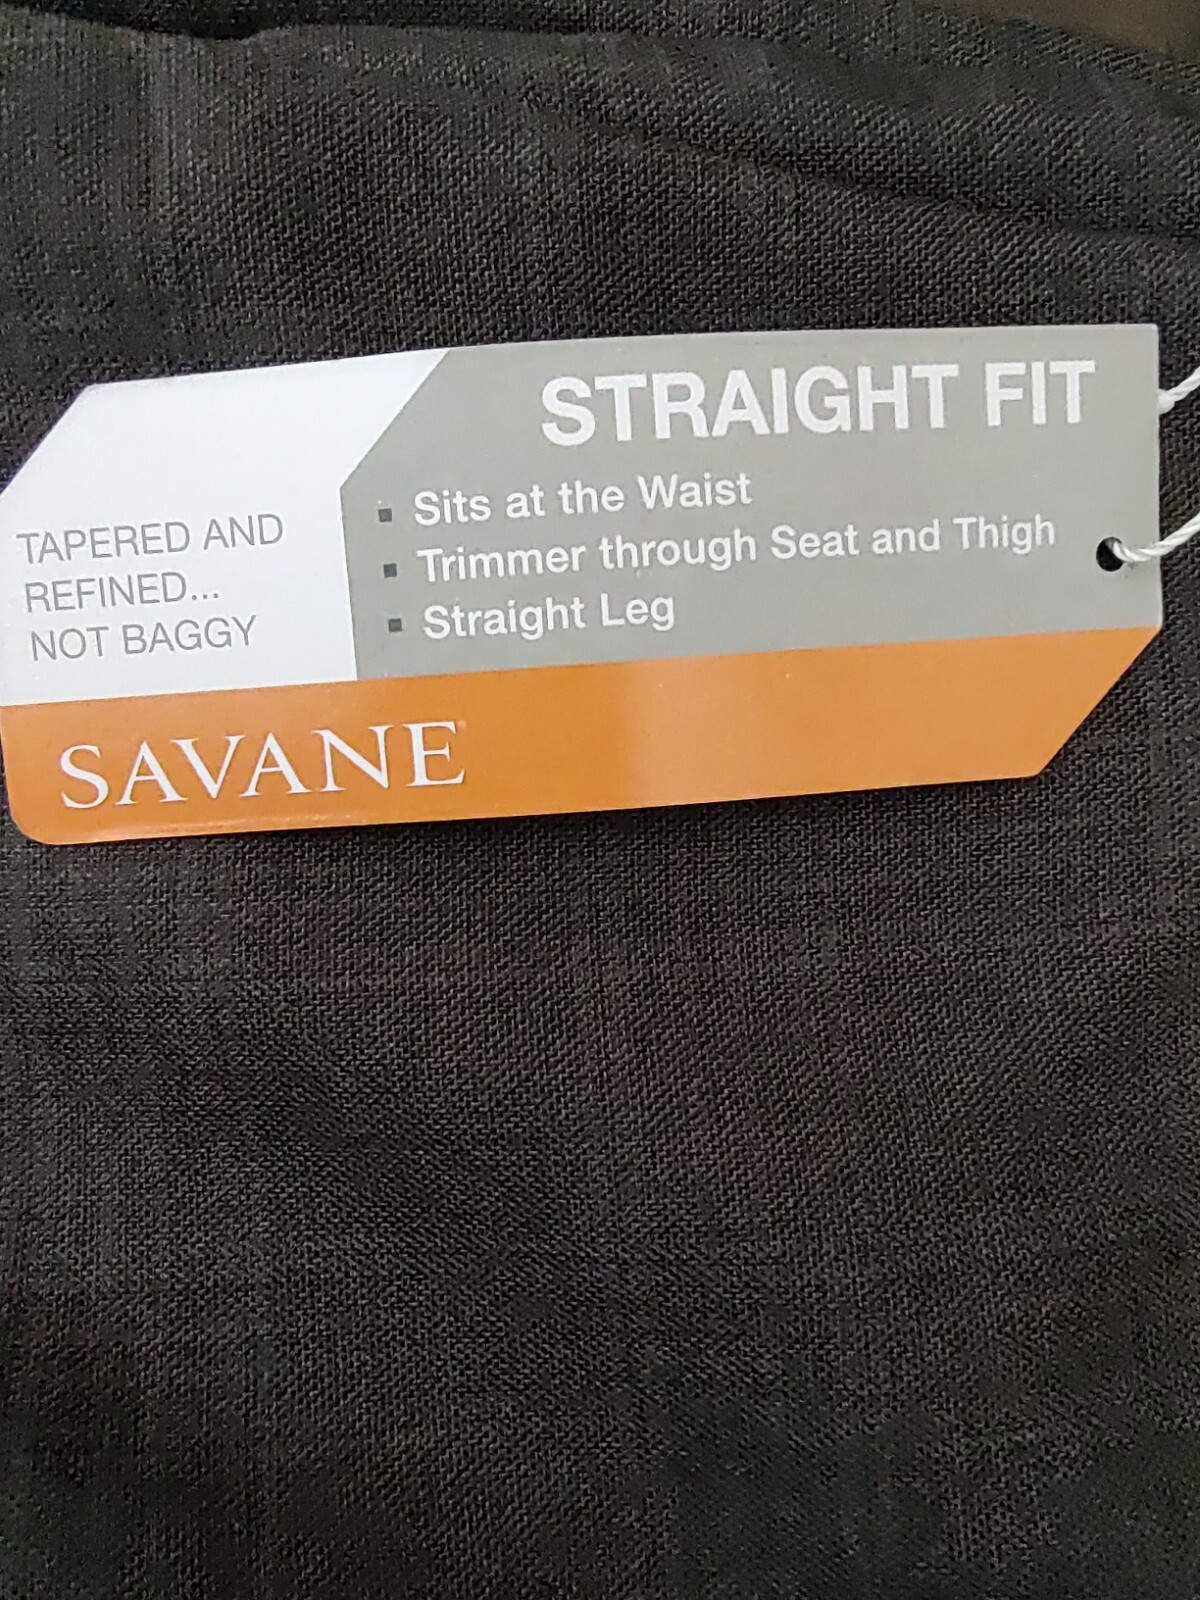 STRAIGHT FIT
▪ Sits at the Waist
▪ Trimmer through Seat and Thigh
▪ Straight Leg
TAPERED AND
REFINED...
NOT BAGGY
SAVANE